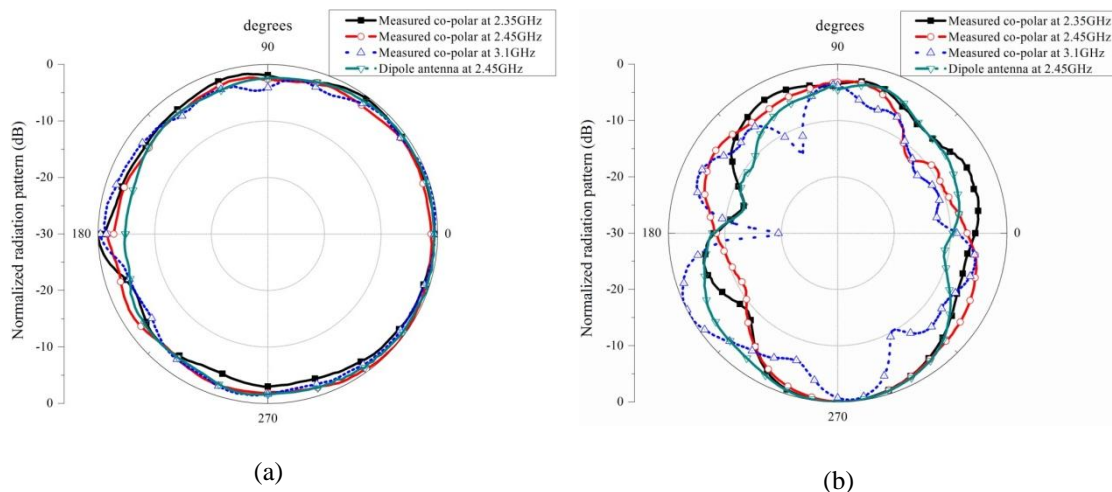 degrees
90
Measured co-polar at 2.35GHz
Measured co-polar at 2.45GHz
Measured co-polar at 3.1GHz
Dipole antenna at 2.45GHz
Normalized radiation pattern (dB)
0
-10
-20
-30
-20
-10
0
180
0
270
(a)
degrees
90
Measured co-polar at 2.35GHz
Measured co-polar at 2.45GHz
Measured co-polar at 3.1GHz
Dipole antenna at 2.45GHz
Normalized radiation pattern (dB)
0
-10
-20
-30
-20
-10
0
180
0
270
(b)